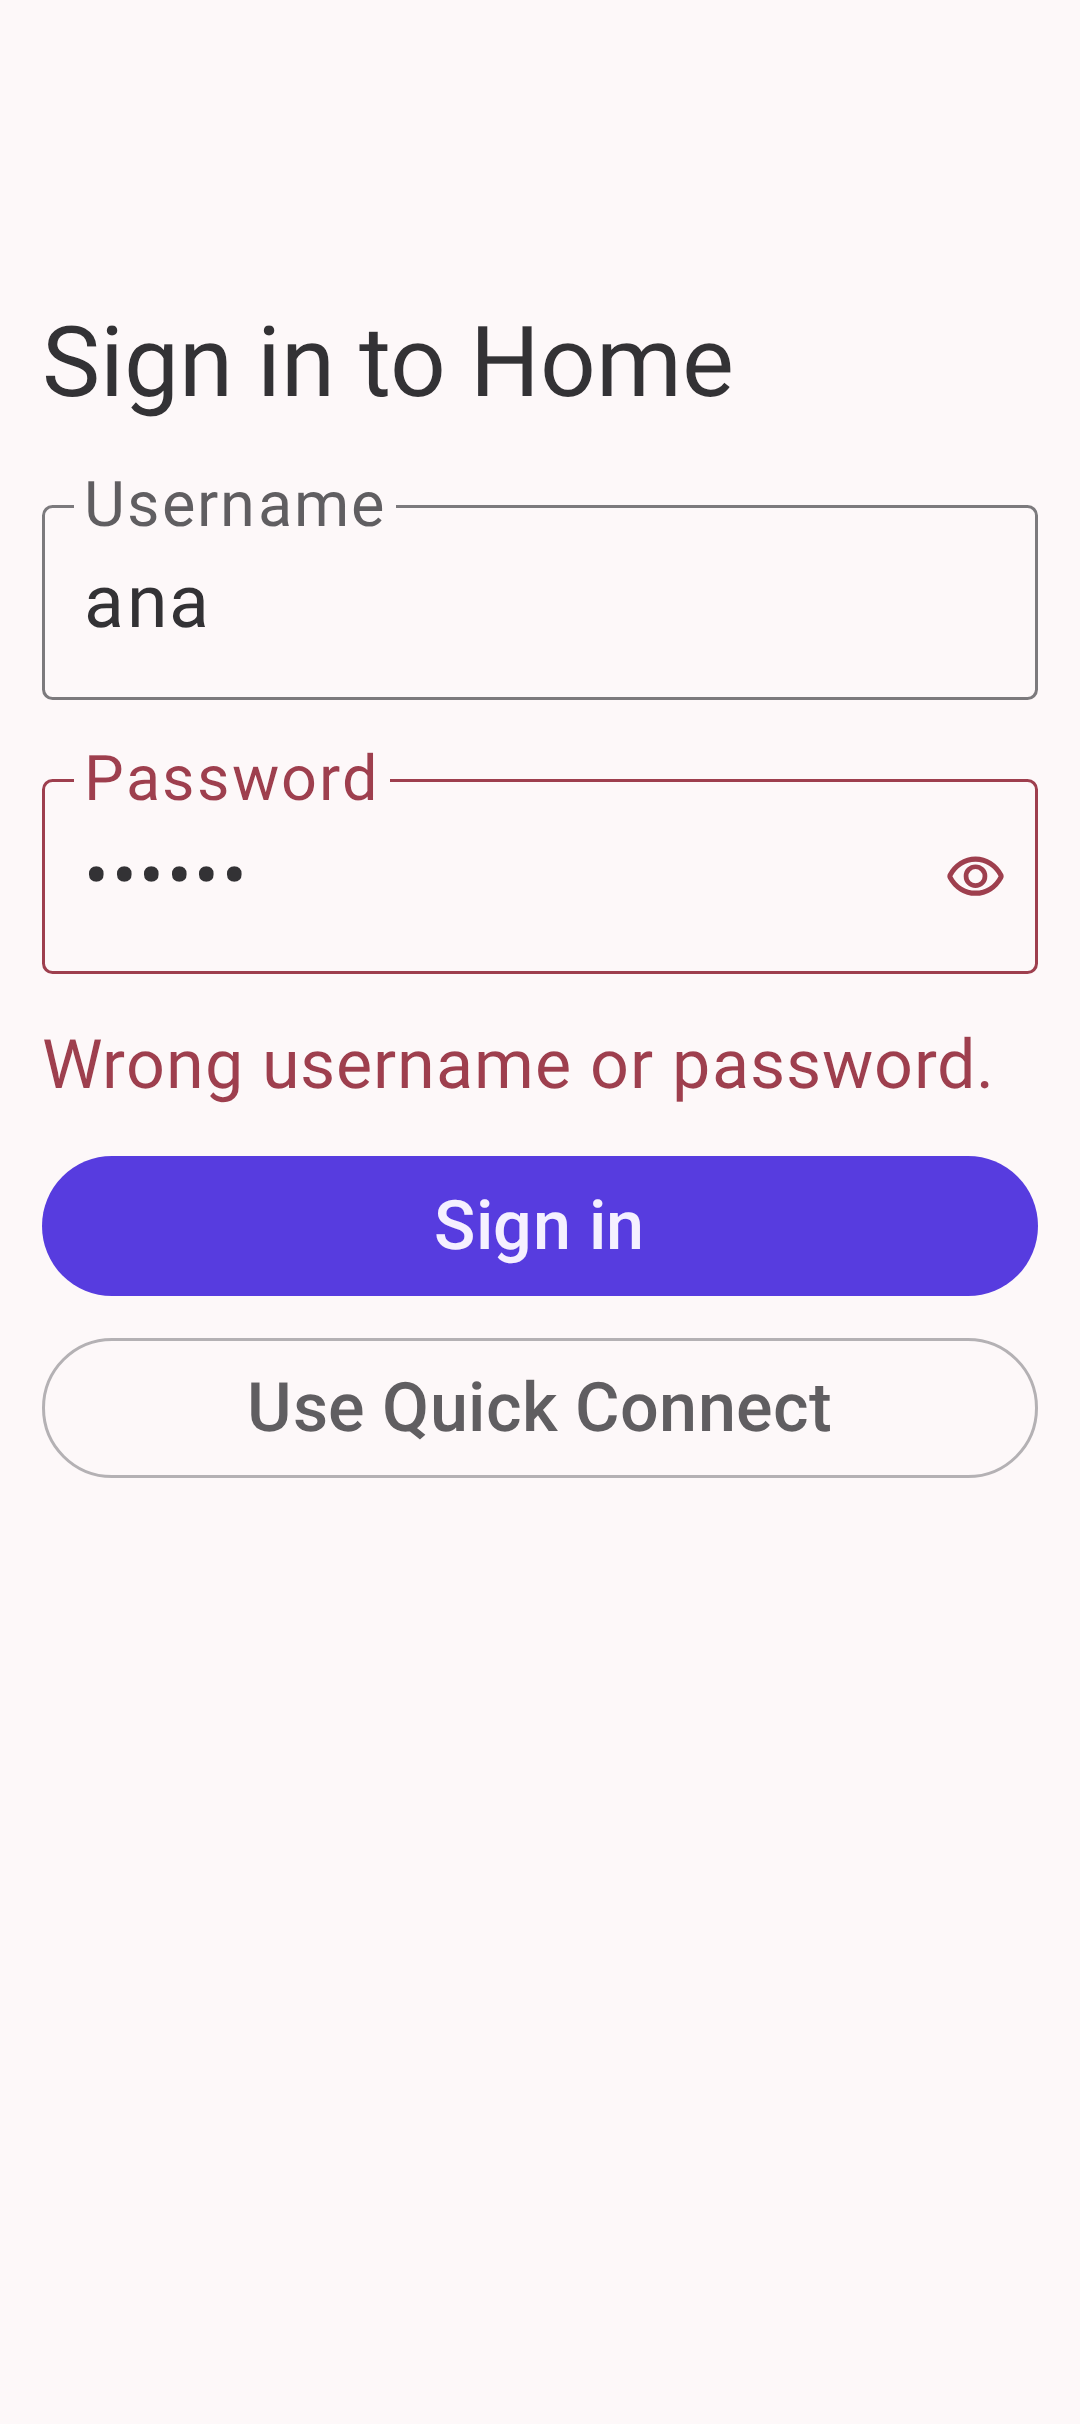 Sign in to Home
Username
ana
Password
••••••
Wrong username or password.
Sign in
Use Quick Connect